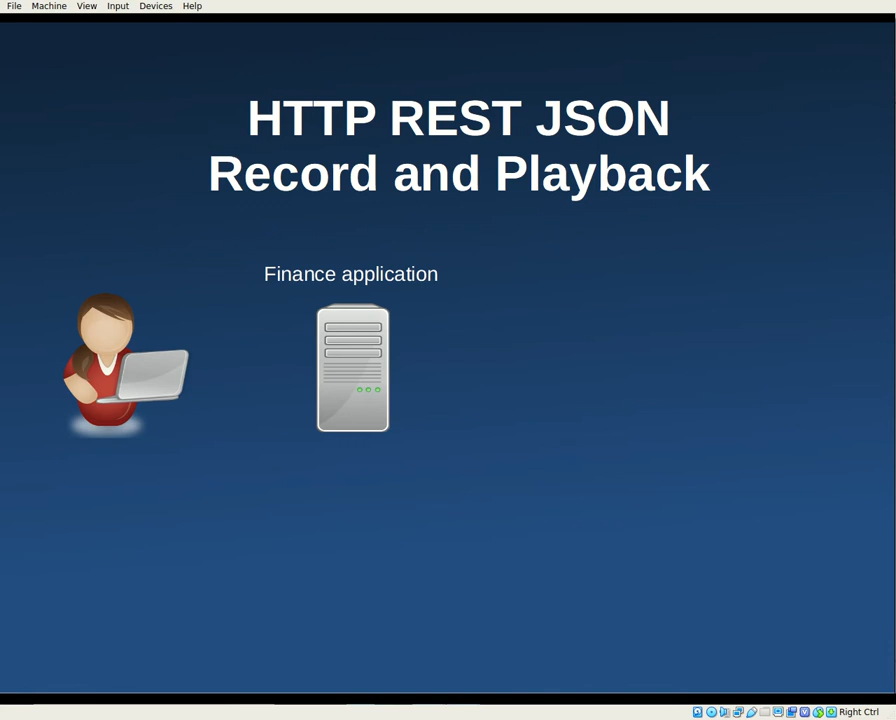 File Machine View Input Devices Help
HTTP REST JSON
Record and Playback
Finance application
Right Ctrl